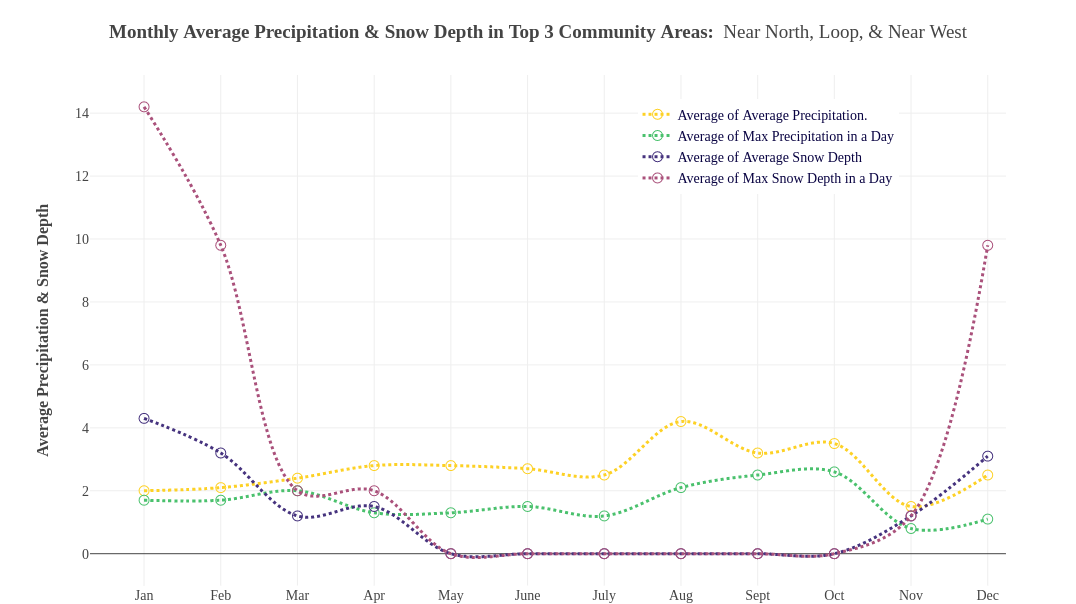 Monthly Average Precipitation & Snow Depth in Top 3 Community Areas: Near North, Loop, & Near West
Average Precipitation & Snow Depth
14
12
10
8
6
4
2
0
Average of Average Precipitation.
Average of Max Precipitation in a Day
Average of Average Snow Depth
Average of Max Snow Depth in a Day
Jan Feb Mar Apr May June July Aug Sept Oct Nov Dec